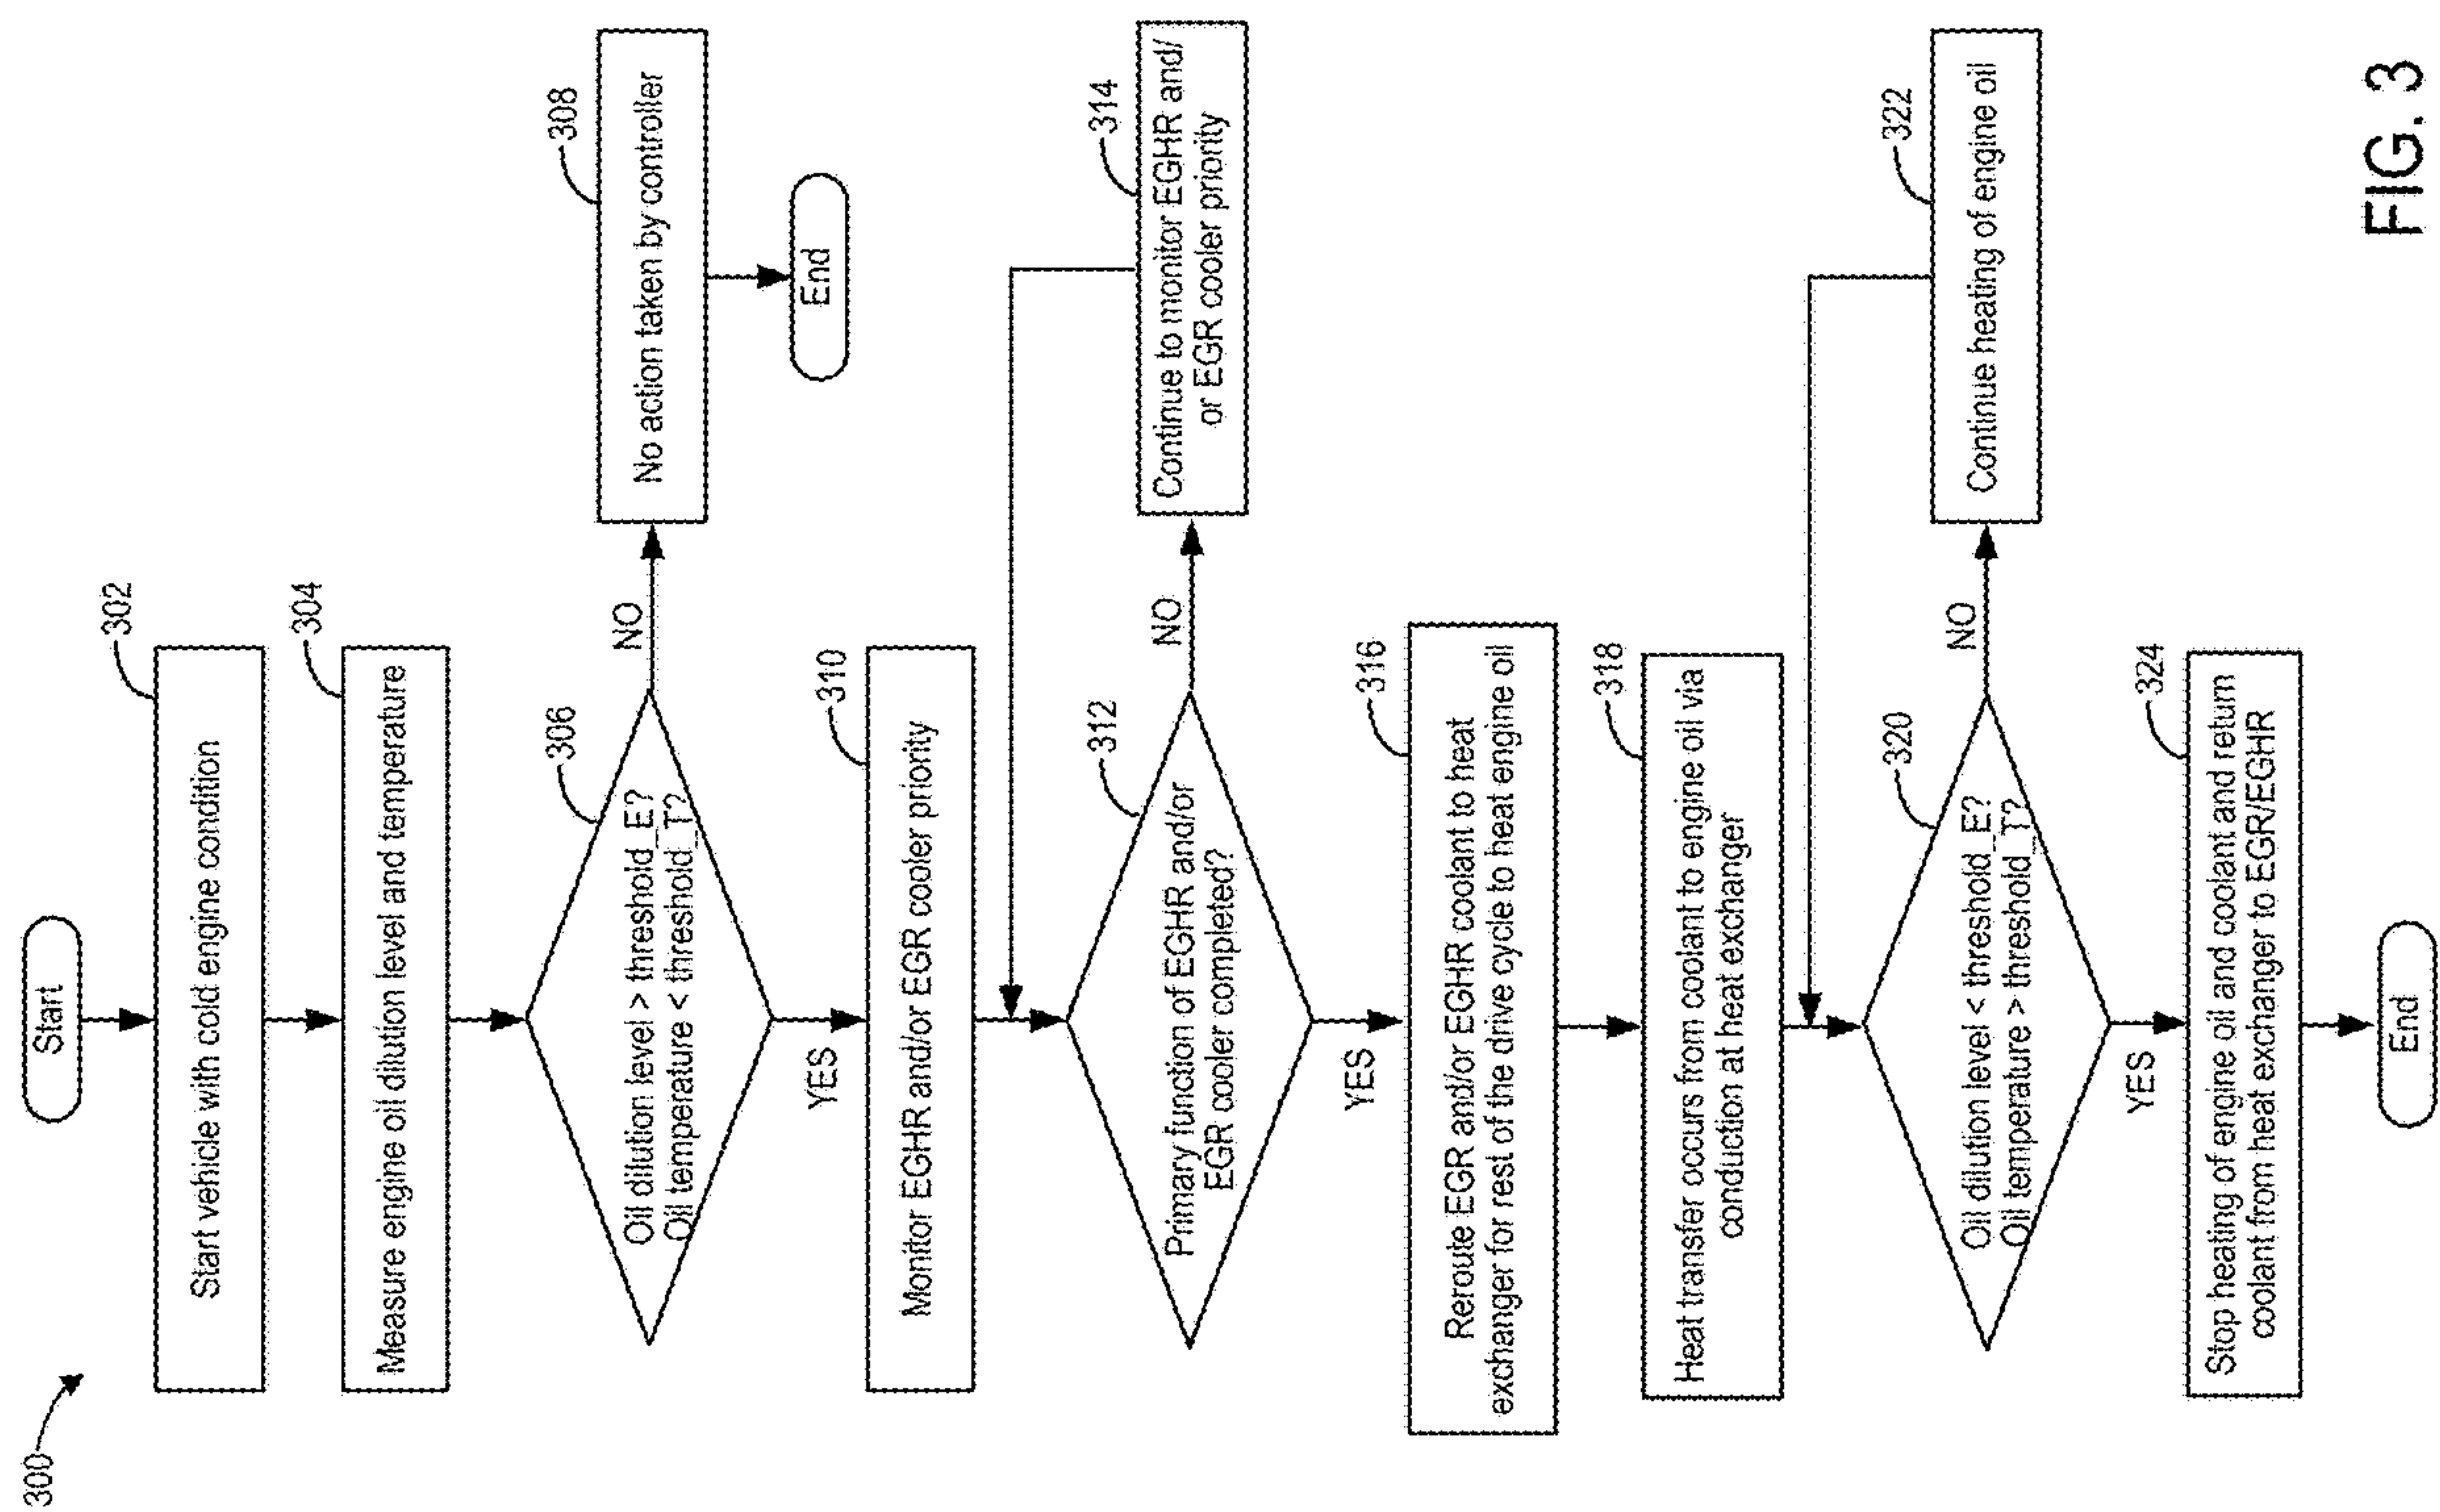 300
Start
302
Start vehicle with cold engine condition
304
Measure engine oil dilution level and temperature
306
Oil dilution level > threshold_E?
Oil temperature < threshold_T?
NO
308
No action taken by controller
End
YES
310
Monitor EGHR and/or EGR cooler priority
312
Primary function of EGHR and/or
EGR cooler completed?
NO
314
Continue to monitor EGHR and/
or EGR cooler priority
YES
316
Reroute EGR and/or EGHR coolant to heat
exchanger for rest of the drive cycle to heat engine oil
318
Heat transfer occurs from coolant to engine oil via
conduction at heat exchanger
320
Oil dilution level < threshold_E?
Oil temperature > threshold_T?
NO
322
Continue heating of engine oil
YES
324
Stop heating of engine oil and coolant and return
coolant from heat exchanger to EGR/EGHR
End
FIG. 3